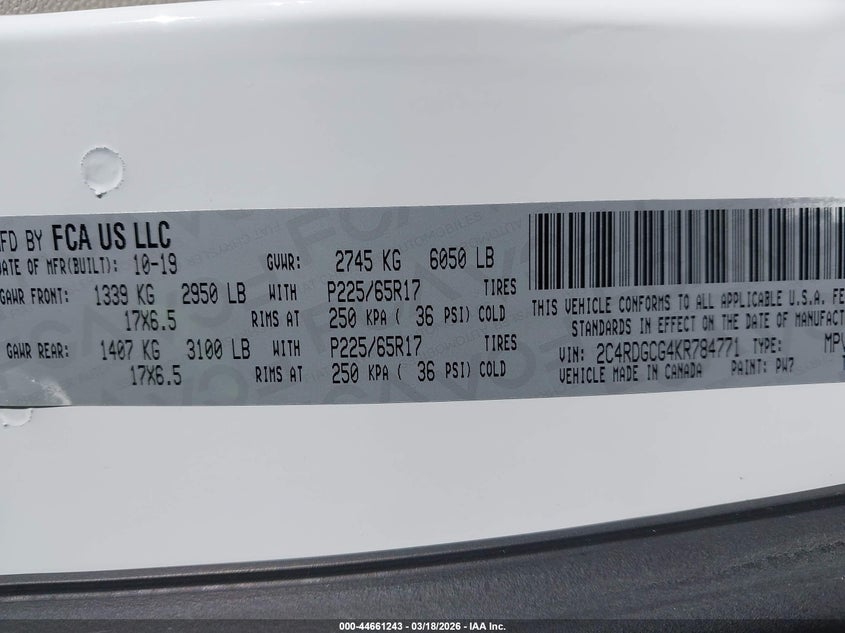 MFD BY FCA US LLC
DATE OF MFR(BUILT): 10-19 GVWR: 2745 KG 6050 LB
GAWR FRONT: 1339 KG 2950 LB WITH P225/65R17 TIRES
17X6.5 RIMS AT 250 KPA ( 36 PSI) COLD
GAWR REAR: 1407 KG 3100 LB WITH P225/65R17 TIRES
17X6.5 RIMS AT 250 KPA ( 36 PSI) COLD
THIS VEHICLE CONFORMS TO ALL APPLICABLE U.S.A. FE
STANDARDS IN EFFECT ON THE DATE OF MANUFACT
VIN: 2C4RDGCG4KR784771 TYPE: MPV
VEHICLE MADE IN CANADA PAINT: PW7
000-44661243 - 03/18/2026 - IAA Inc.